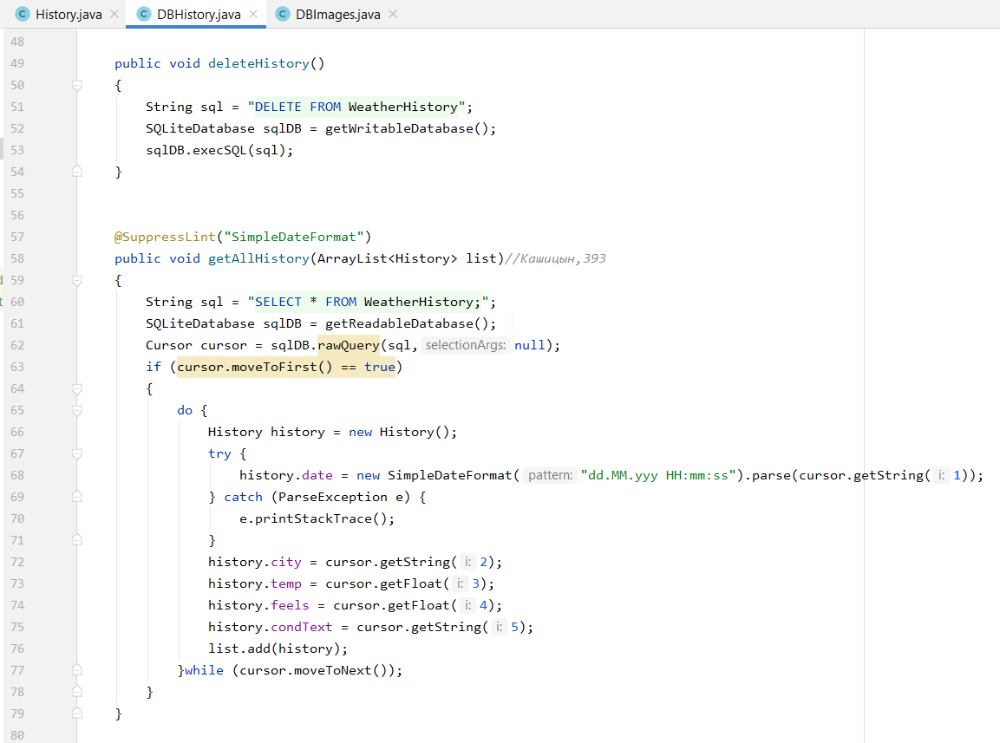 History.java DBHistory.java DBImages.java
48
49 public void deleteHistory()
50 {
51 String sql = "DELETE FROM WeatherHistory";
52 SQLiteDatabase sqlDB = getWritableDatabase();
53 sqlDB.execSQL(sql);
54 }
55
56
57 @SuppressLint("SimpleDateFormat")
58 public void getAllHistory(ArrayList<History> list)//Кашицын,393
59 {
60 String sql = "SELECT * FROM WeatherHistory;";
61 SQLiteDatabase sqlDB = getReadableDatabase();
62 Cursor cursor = sqlDB.rawQuery(sql, selectionArgs: null);
63 if (cursor.moveToFirst() == true)
64 {
65 do {
66 History history = new History();
67 try {
68 history.date = new SimpleDateFormat( pattern: "dd.MM.yyy HH:mm:ss").parse(cursor.getString( i: 1));
69 } catch (ParseException e) {
70 e.printStackTrace();
71 }
72 history.city = cursor.getString( i: 2);
73 history.temp = cursor.getFloat( i: 3);
74 history.feels = cursor.getFloat( i: 4);
75 history.condText = cursor.getString( i: 5);
76 list.add(history);
77 }while (cursor.moveToNext());
78 }
79 }
80